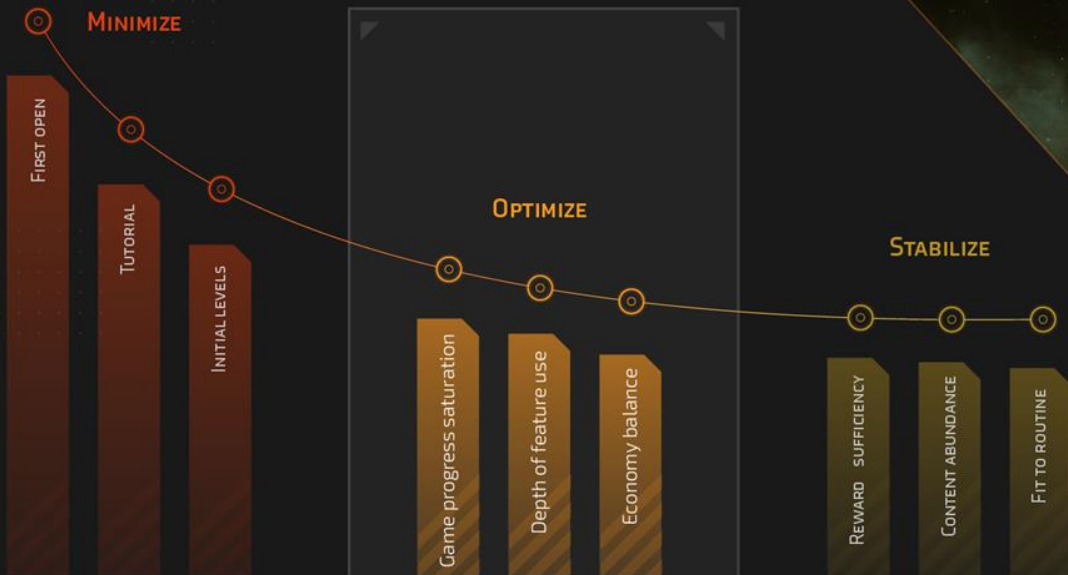 MINIMIZE
FIRST OPEN
TUTORIAL
INITIAL LEVELS
OPTIMIZE
Game progress saturation
Depth of feature use
Economy balance
STABILIZE
REWARD SUFFICIENCY
CONTENT ABUNDANCE
FIT TO ROUTINE